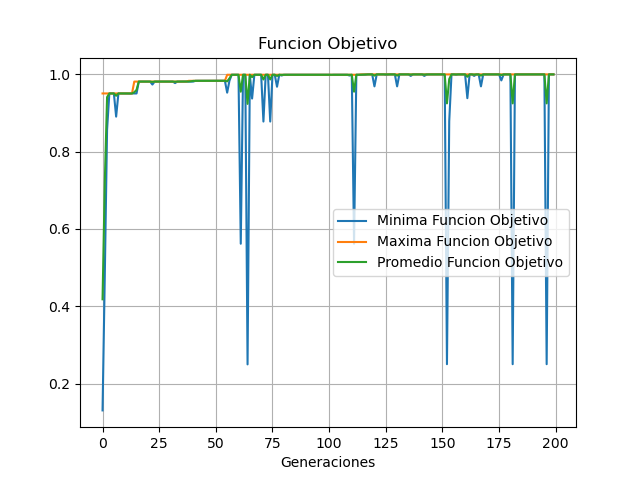 Funcion Objetivo
1.0
0.8
0.6
0.4
0.2
Minima Funcion Objetivo
Maxima Funcion Objetivo
Promedio Funcion Objetivo
0 25 50 75 100 125 150 175 200
Generaciones